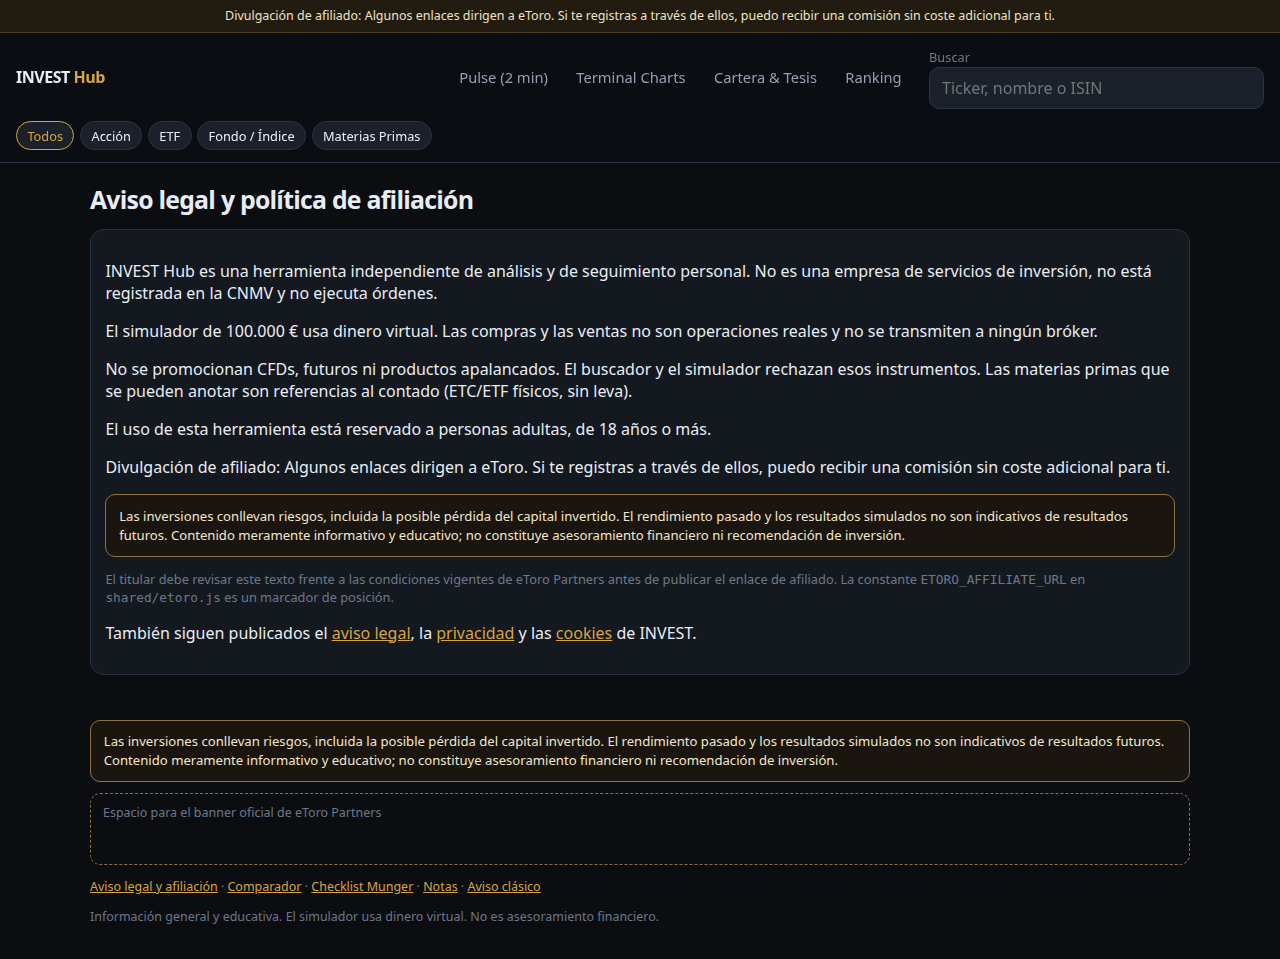 Divulgación de afiliado: Algunos enlaces dirigen a eToro. Si te registras a través de ellos, puedo recibir una comisión sin coste adicional para ti.
INVEST Hub
Pulse (2 min)
Terminal Charts
Cartera & Tesis
Ranking
Buscar
Ticker, nombre o ISIN
Todos
Acción
ETF
Fondo / Índice
Materias Primas
Aviso legal y política de afiliación
INVEST Hub es una herramienta independiente de análisis y de seguimiento personal. No es una empresa de servicios de inversión, no está
registrada en la CNMV y no ejecuta órdenes.
El simulador de 100.000 € usa dinero virtual. Las compras y las ventas no son operaciones reales y no se transmiten a ningún bróker.
No se promocionan CFDs, futuros ni productos apalancados. El buscador y el simulador rechazan esos instrumentos. Las materias primas que
se pueden anotar son referencias al contado (ETC/ETF físicos, sin leva).
El uso de esta herramienta está reservado a personas adultas, de 18 años o más.
Divulgación de afiliado: Algunos enlaces dirigen a eToro. Si te registras a través de ellos, puedo recibir una comisión sin coste adicional para ti.
Las inversiones conllevan riesgos, incluida la posible pérdida del capital invertido. El rendimiento pasado y los resultados simulados no son indicativos de resultados
futuros. Contenido meramente informativo y educativo; no constituye asesoramiento financiero ni recomendación de inversión.
El titular debe revisar este texto frente a las condiciones vigentes de eToro Partners antes de publicar el enlace de afiliado. La constante ETORO_AFFILIATE_URL en
shared/etoro.js es un marcador de posición.
También siguen publicados el aviso legal, la privacidad y las cookies de INVEST.
Las inversiones conllevan riesgos, incluida la posible pérdida del capital invertido. El rendimiento pasado y los resultados simulados no son indicativos de resultados futuros.
Contenido meramente informativo y educativo; no constituye asesoramiento financiero ni recomendación de inversión.
Espacio para el banner oficial de eToro Partners
Aviso legal y afiliación · Comparador · Checklist Munger · Notas · Aviso clásico
Información general y educativa. El simulador usa dinero virtual. No es asesoramiento financiero.